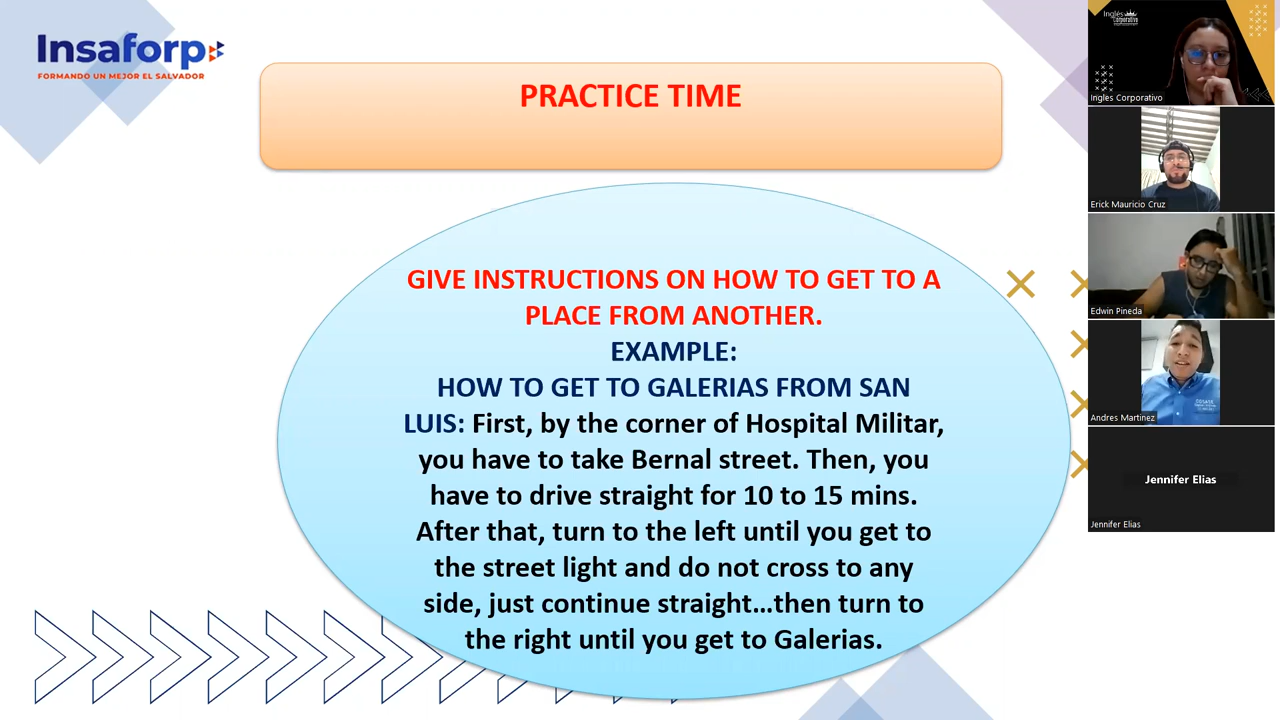 Insaforp
FORMANDO UN MEJOR EL SALVADOR
PRACTICE TIME
GIVE INSTRUCTIONS ON HOW TO GET TO A
PLACE FROM ANOTHER.
EXAMPLE:
HOW TO GET TO GALERIAS FROM SAN
LUIS: First, by the corner of Hospital Militar,
you have to take Bernal street. Then, you
have to drive straight for 10 to 15 mins.
After that, turn to the left until you get to
the street light and do not cross to any
side, just continue straight...then turn to
the right until you get to Galerias.
Inglés
Corporativo
Ingles Corporativo
Erick Mauricio Cruz
Edwin Pineda
Andres Martinez
Jennifer Elias
Jennifer Elias